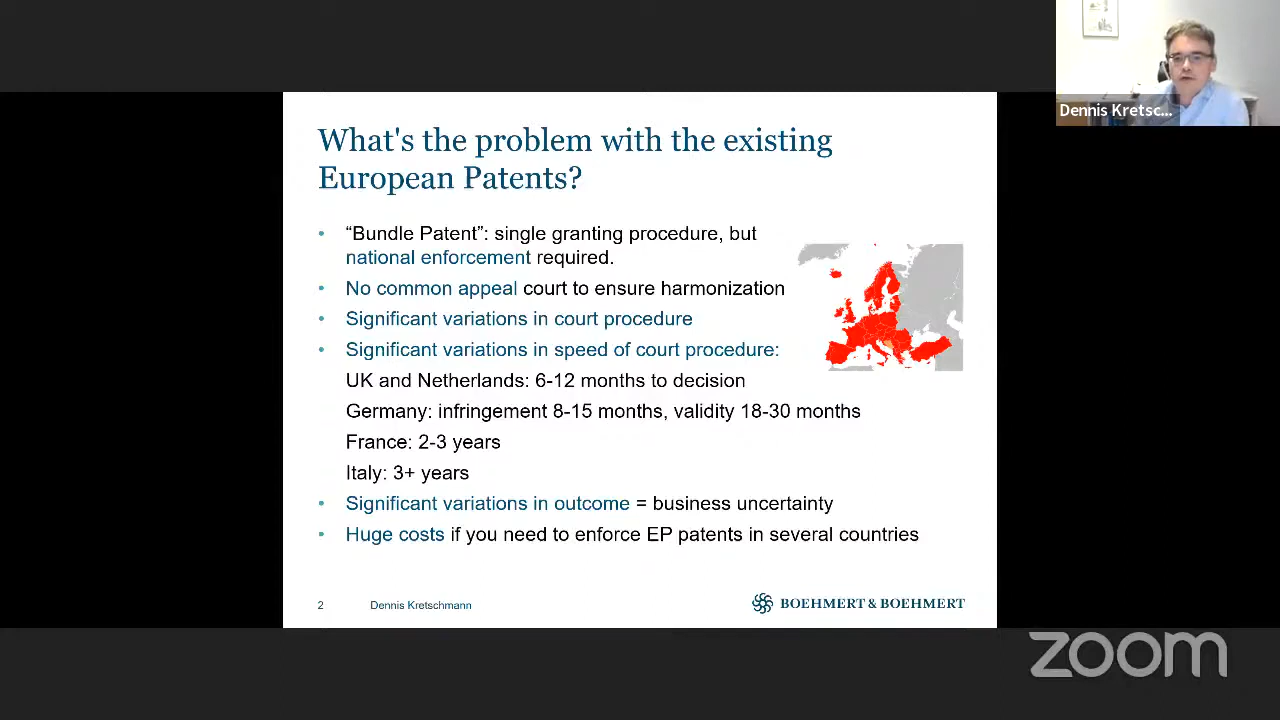 Dennis Kretsc...
What's the problem with the existing
European Patents?
• “Bundle Patent”: single granting procedure, but
national enforcement required.
• No common appeal court to ensure harmonization
• Significant variations in court procedure
• Significant variations in speed of court procedure:
UK and Netherlands: 6-12 months to decision
Germany: infringement 8-15 months, validity 18-30 months
France: 2-3 years
Italy: 3+ years
• Significant variations in outcome = business uncertainty
• Huge costs if you need to enforce EP patents in several countries
2 Dennis Kretschmann BOEHMERT & BOEHMERT
zoom